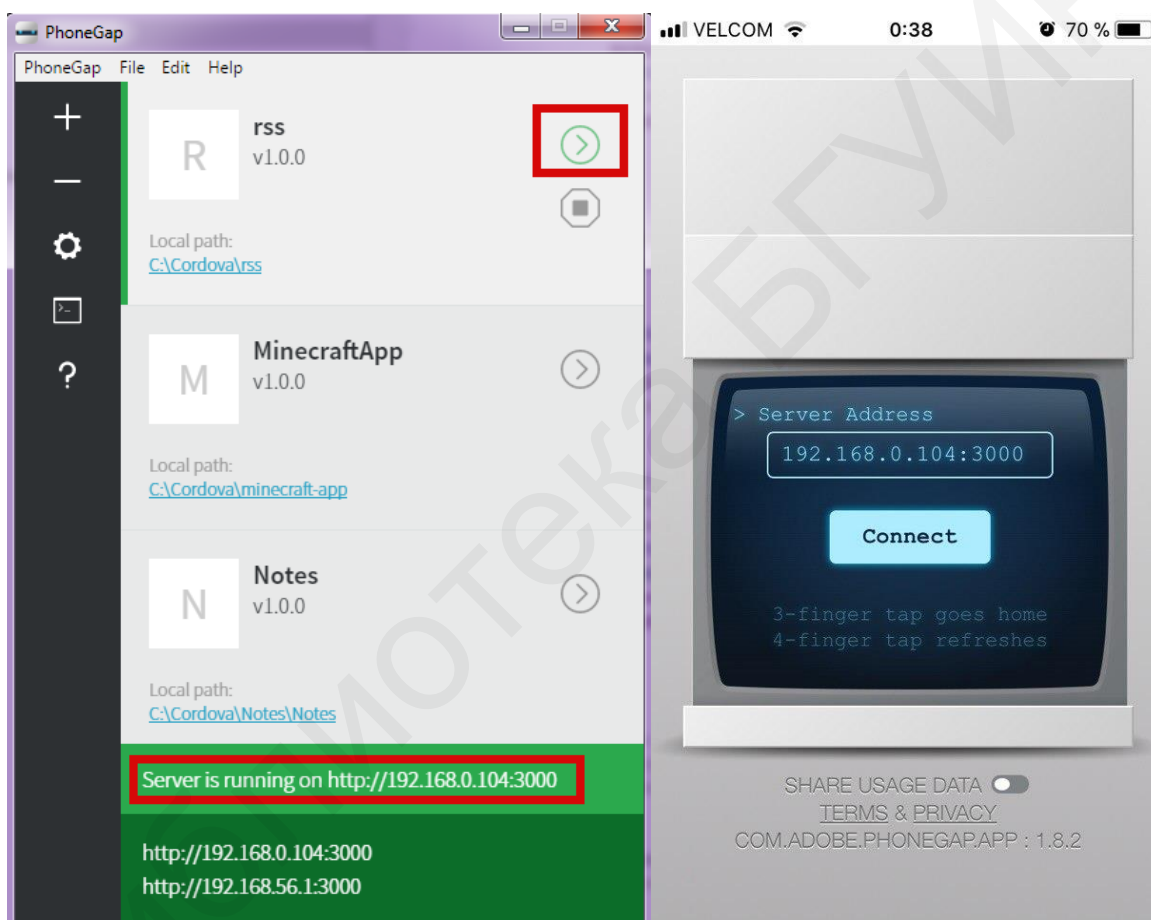 PhoneGap
PhoneGap File Edit Help
R
rss
v1.0.0
Local path:
C:\Cordova\rss
M
MinecraftApp
v1.0.0
Local path:
C:\Cordova\minecraft-app
N
Notes
v1.0.0
Local path:
C:\Cordova\Notes\Notes
Server is running on http://192.168.0.104:3000
http://192.168.0.104:3000
http://192.168.56.1:3000
VELCOM 0:38 70 %
> Server Address
192.168.0.104:3000
Connect
3-finger tap goes home
4-finger tap refreshes
SHARE USAGE DATA
TERMS & PRIVACY
COM.ADOBE.PHONEGAP.APP : 1.8.2